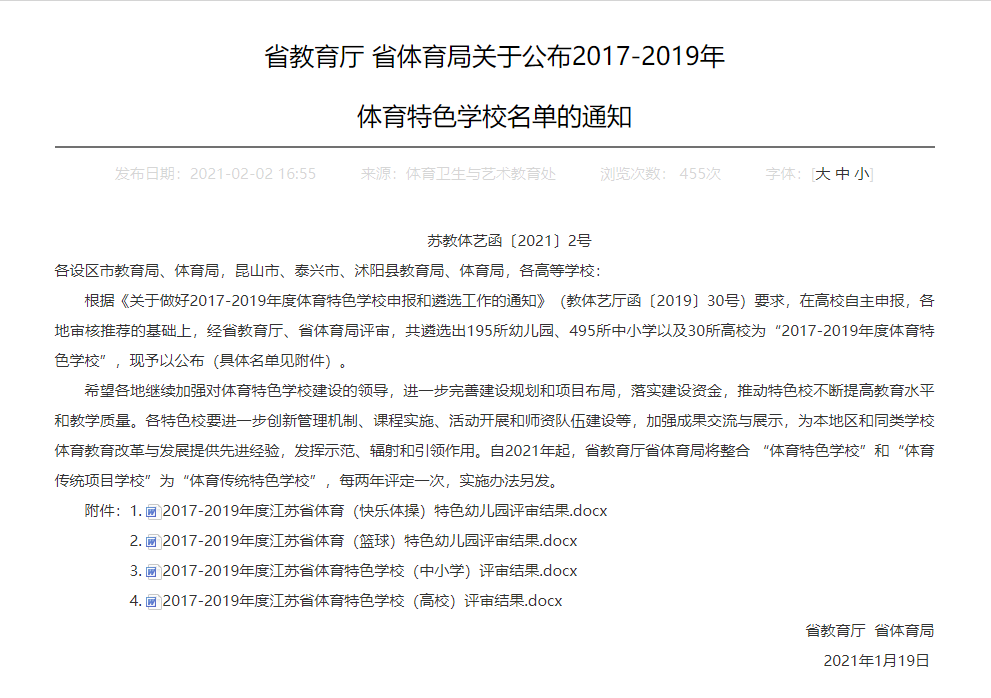 省教育厅 省体育局关于公布2017-2019年
体育特色学校名单的通知
发布日期：2021-02-02 16:55 来源：体育卫生与艺术教育处 浏览次数： 455次 字体：[大 中 小]
苏教体艺函〔2021〕2号
各设区市教育局、体育局，昆山市、泰兴市、沭阳县教育局、体育局，各高等学校：
根据《关于做好2017-2019年度体育特色学校申报和遴选工作的通知》（教体艺厅函〔2019〕30号）要求，在高校自主申报，各
地审核推荐的基础上，经省教育厅、省体育局评审，共遴选出195所幼儿园、495所中小学以及30所高校为“2017-2019年度体育特
色学校”，现予以公布（具体名单见附件）。
希望各地继续加强对体育特色学校建设的领导，进一步完善建设规划和项目布局，落实建设资金，推动特色校不断提高教育水平
和教学质量。各特色校要进一步创新管理机制、课程实施、活动开展和师资队伍建设等，加强成果交流与展示，为本地区和同类学校
体育教育改革与发展提供先进经验，发挥示范、辐射和引领作用。自2021年起，省教育厅省体育局将整合 “体育特色学校”和“体育
传统项目学校”为“体育传统特色学校”，每两年评定一次，实施办法另发。
附件：1. 2017-2019年度江苏省体育（快乐体操）特色幼儿园评审结果.docx
2. 2017-2019年度江苏省体育（篮球）特色幼儿园评审结果.docx
3. 2017-2019年度江苏省体育特色学校（中小学）评审结果.docx
4. 2017-2019年度江苏省体育特色学校（高校）评审结果.docx
省教育厅 省体育局
2021年1月19日